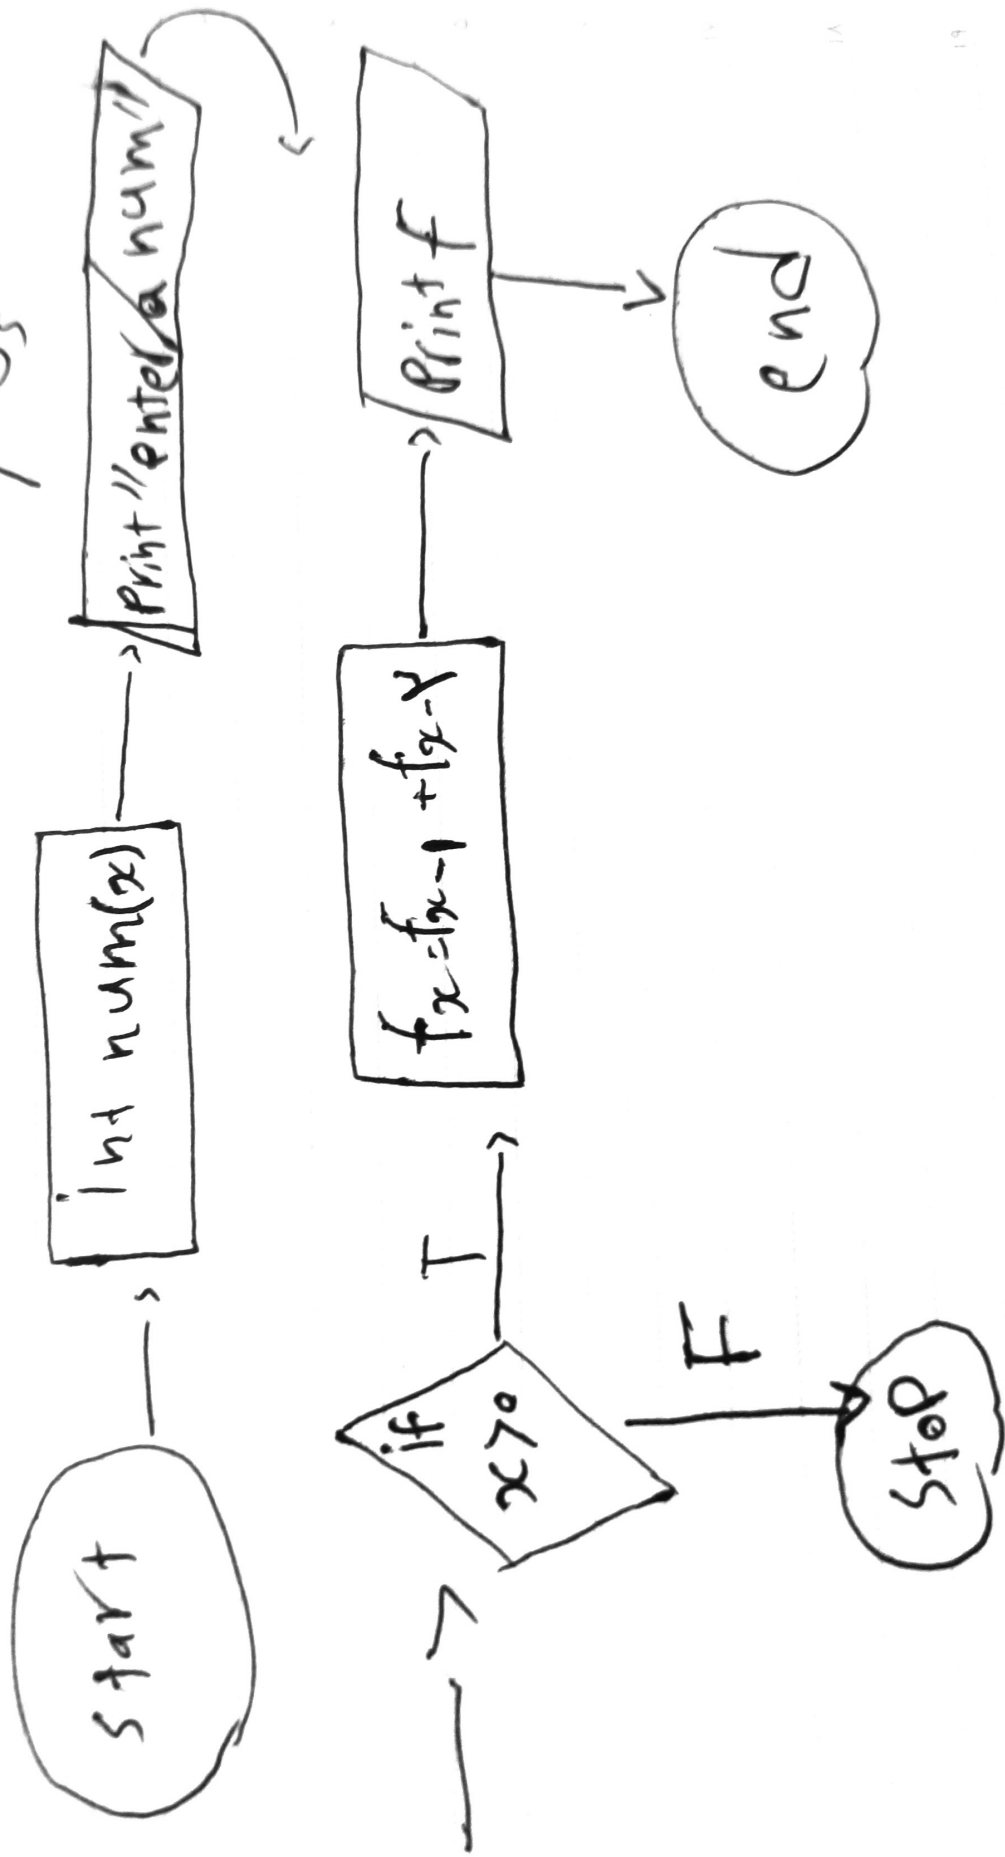 start
int num(x)
print "enter a num"
if
x>0
T
fx=fx-1+fx-2
print f
end
F
stop